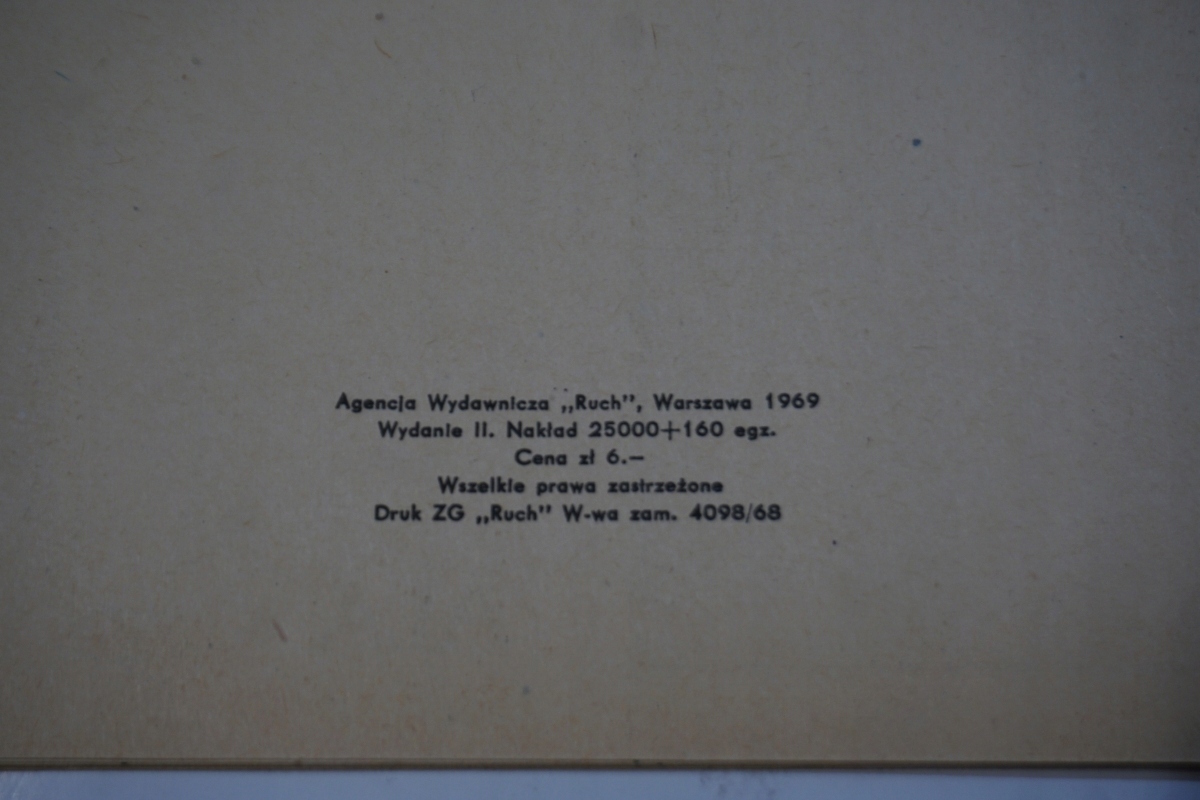 Agencja Wydawnicza „Ruch”, Warszawa 1969
Wydanie II. Nakład 25000+160 egz.
Cena zł 6.—
Wszelkie prawa zastrzeżone
Druk ZG „Ruch” W-wa zam. 4098/68